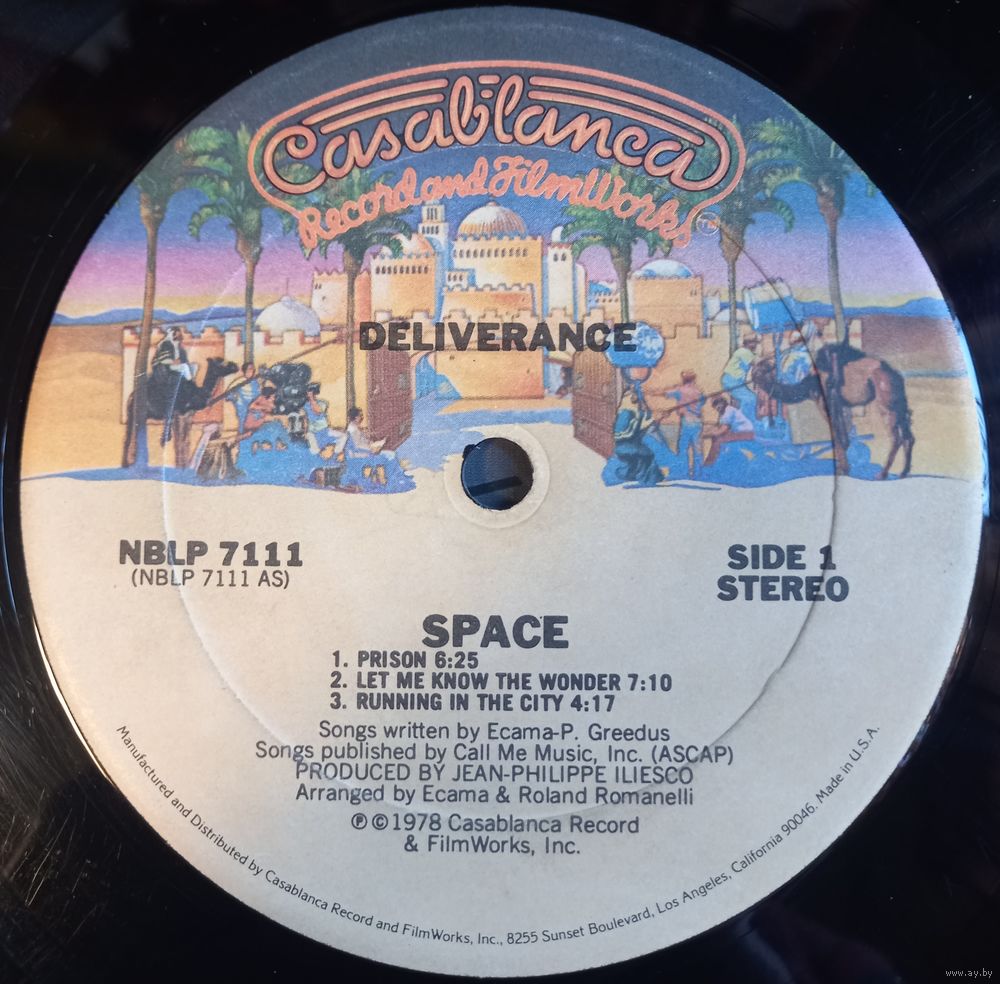 Casablanca
Record and FilmWorks TM
DELIVERANCE
NBLP 7111
(NBLP 7111 AS)
SIDE 1
STEREO
SPACE
1. PRISON 6:25
2. LET ME KNOW THE WONDER 7:10
3. RUNNING IN THE CITY 4:17
Songs written by Ecama-P. Greedus
Songs published by Call Me Music, Inc. (ASCAP)
PRODUCED BY JEAN-PHILIPPE ILIESCO
Arranged by Ecama & Roland Romanelli
℗©1978 Casablanca Record
& FilmWorks, Inc.
Manufactured and Distributed by Casablanca Record and FilmWorks, Inc., 8255 Sunset Boulevard, Los Angeles, California 90046. Made in U.S.A.
www.ay.by